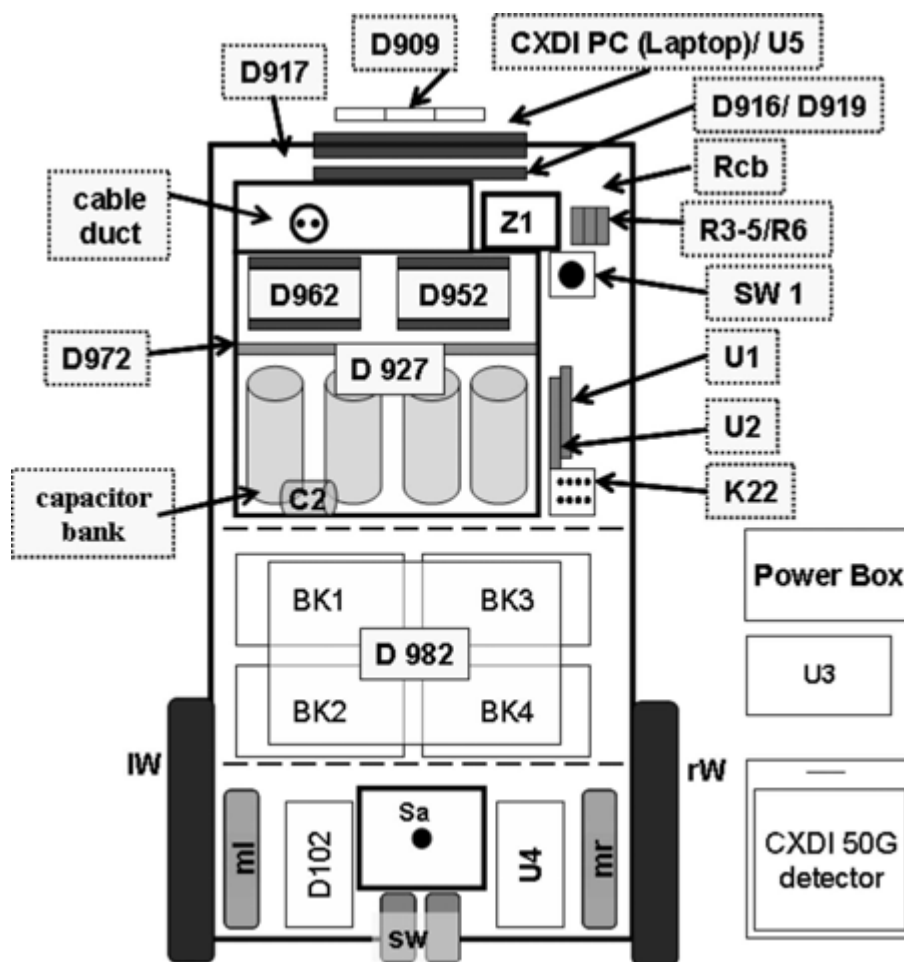 D909
CXDI PC (Laptop)/ U5
D917
D916/ D919
cable
duct
Rcb
Z1
R3-5/R6
D962
D952
SW 1
D972
D 927
U1
U2
capacitor
bank
C2
K22
BK1
BK3
Power Box
D 982
U3
BK2
BK4
lW
rW
ml
D102
Sa
U4
mr
CXDI 50G
detector
sw